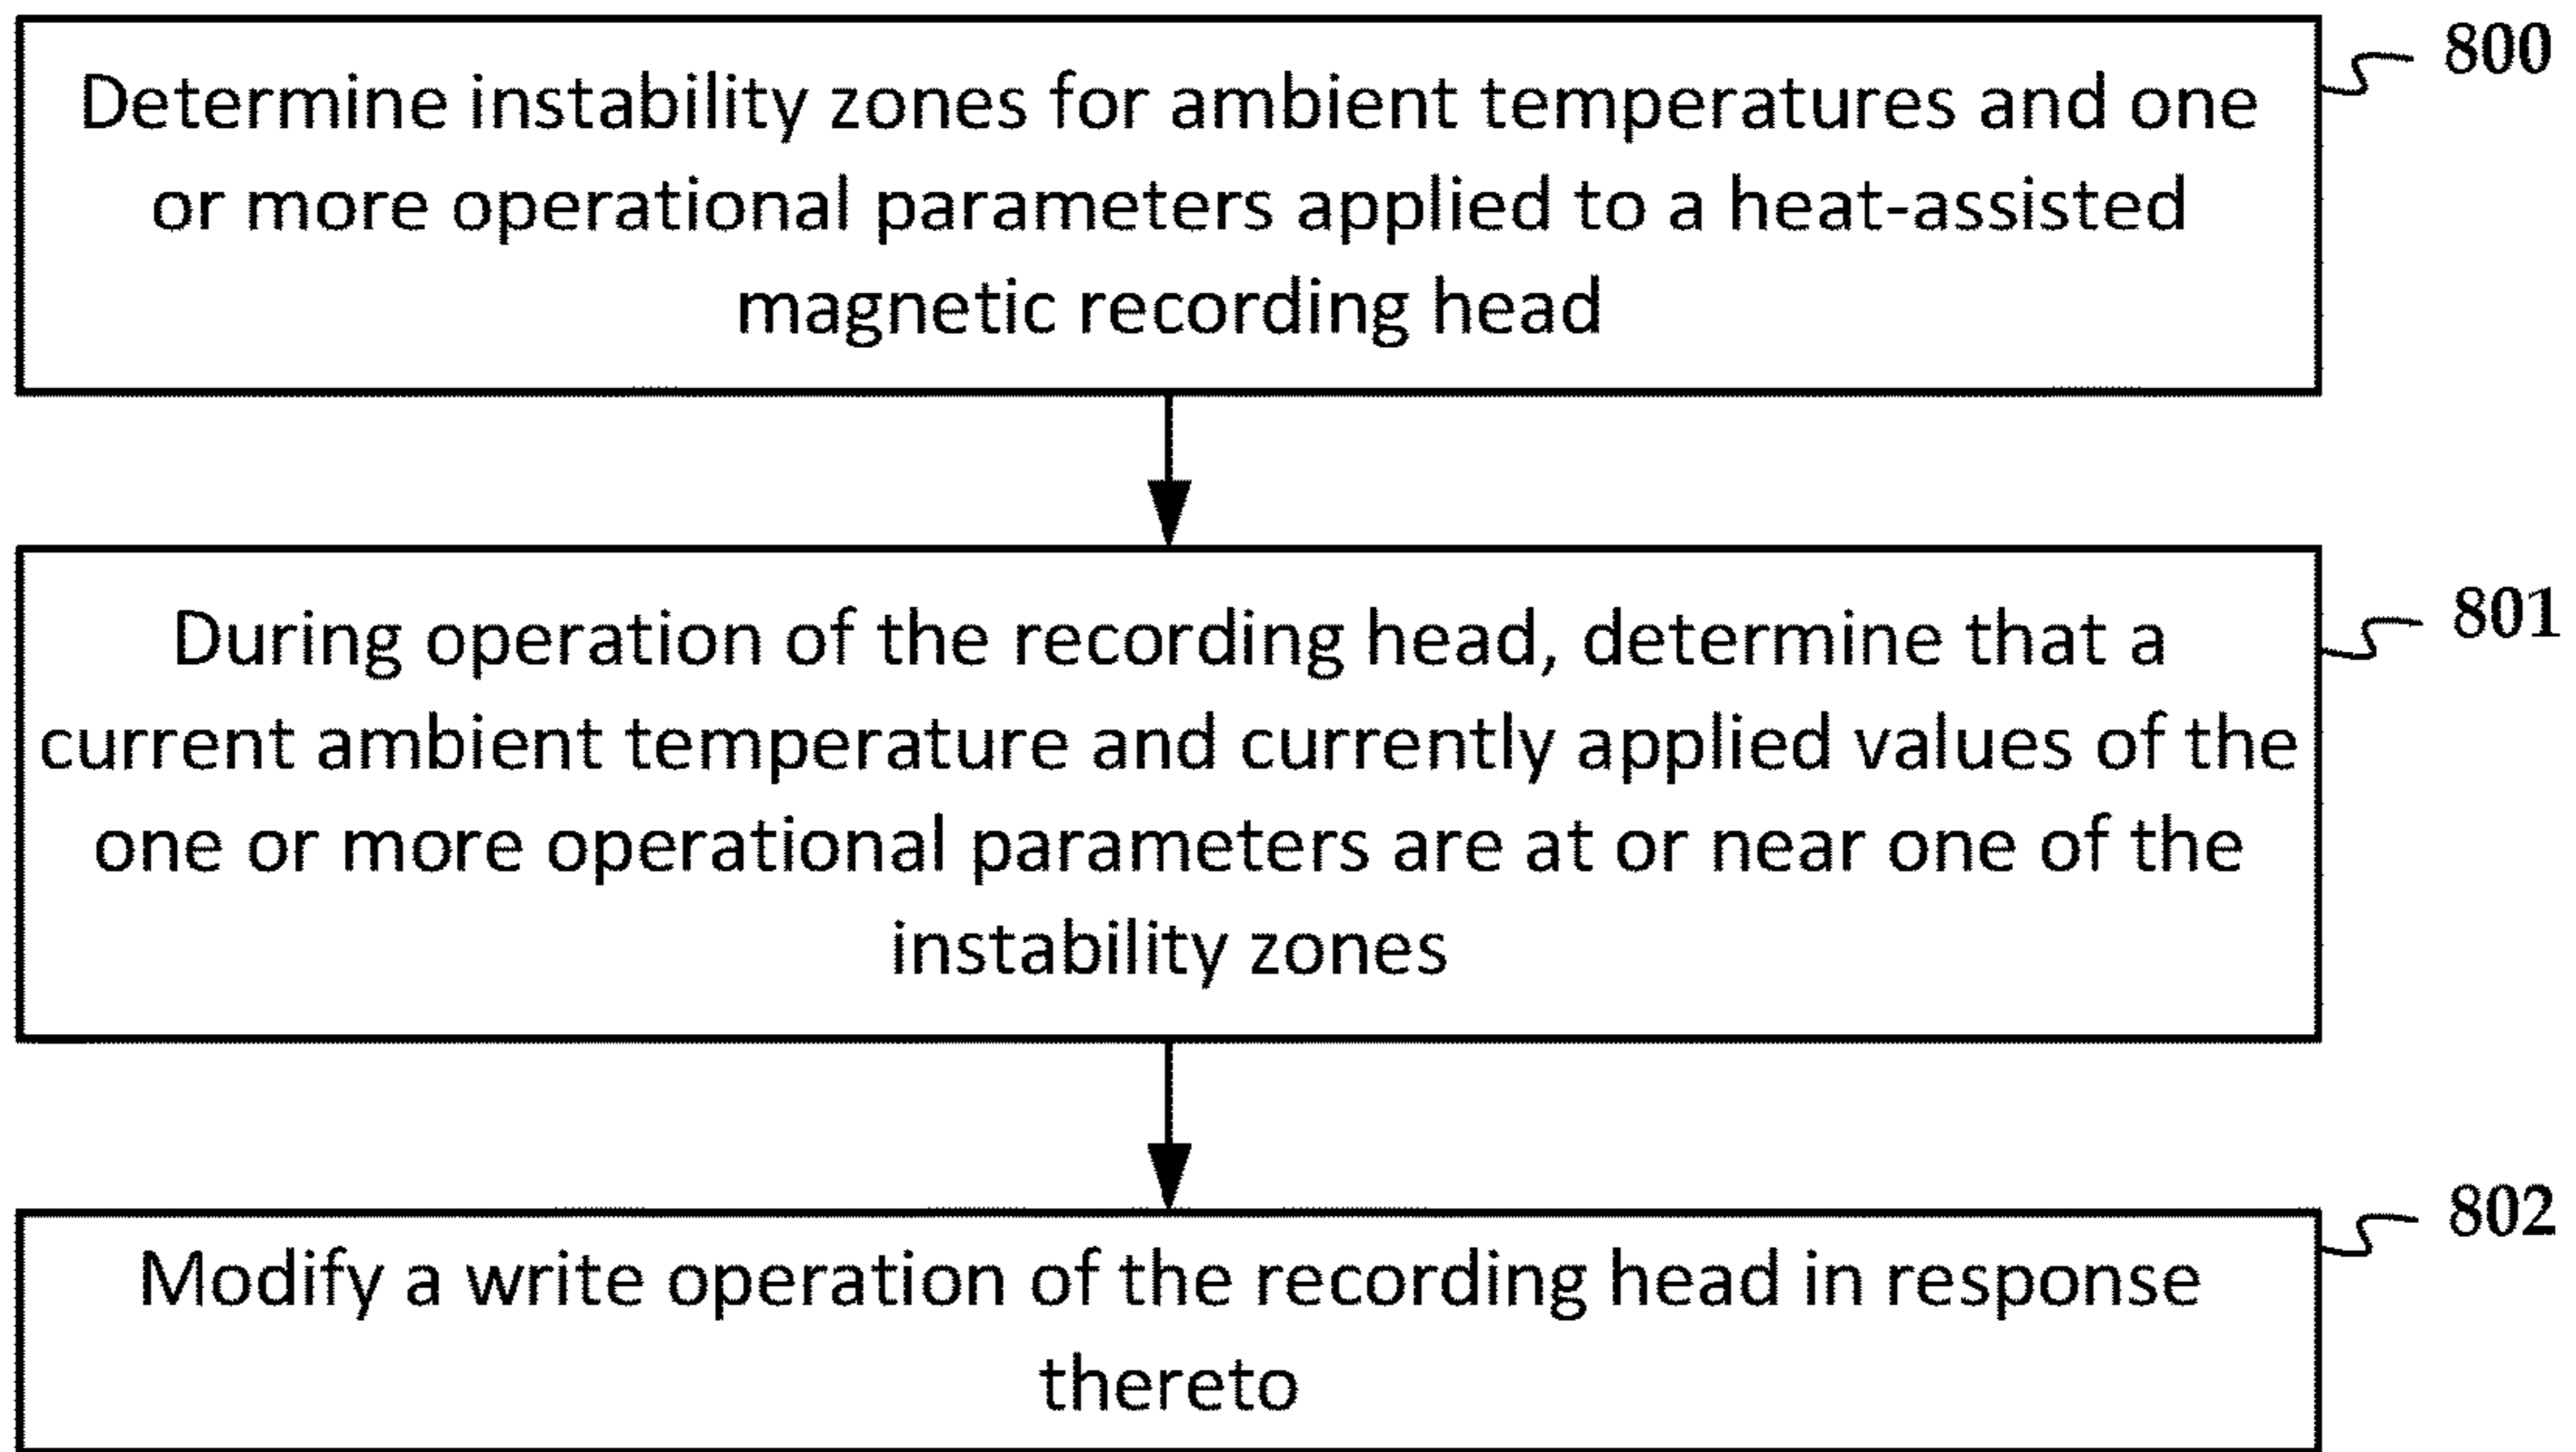 Determine instability zones for ambient temperatures and one
or more operational parameters applied to a heat-assisted
magnetic recording head
800
During operation of the recording head, determine that a
current ambient temperature and currently applied values of the
one or more operational parameters are at or near one of the
instability zones
801
Modify a write operation of the recording head in response
thereto
802